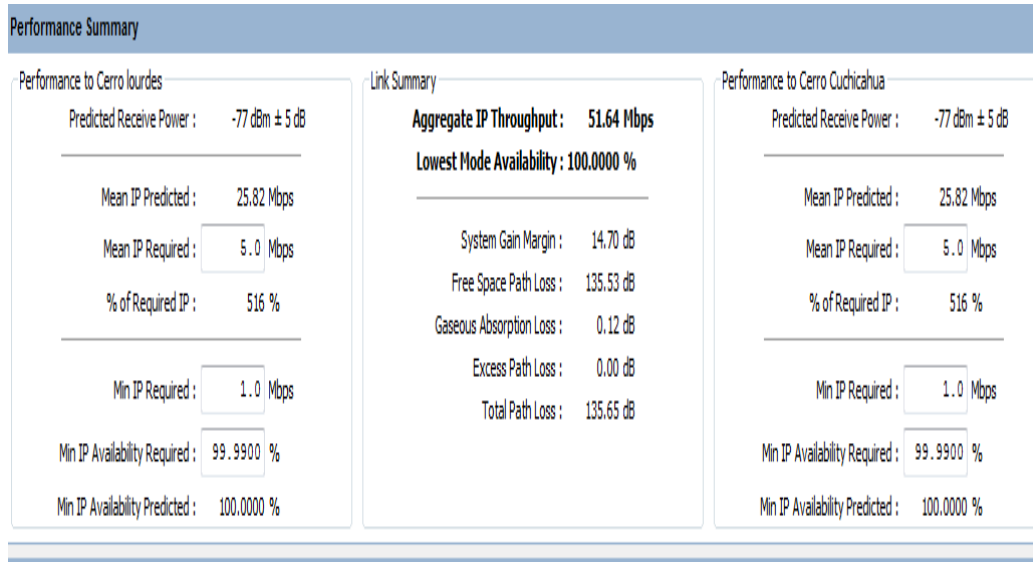 Performance Summary
Performance to Cerro lourdes
Predicted Receive Power : -77 dBm ± 5 dB
Mean IP Predicted : 25.82 Mbps
Mean IP Required : 5.0 Mbps
% of Required IP : 516 %
Min IP Required : 1.0 Mbps
Min IP Availability Required : 99.9900 %
Min IP Availability Predicted : 100.0000 %
Link Summary
Aggregate IP Throughput : 51.64 Mbps
Lowest Mode Availability : 100.0000 %
System Gain Margin : 14.70 dB
Free Space Path Loss : 135.53 dB
Gaseous Absorption Loss : 0.12 dB
Excess Path Loss : 0.00 dB
Total Path Loss : 135.65 dB
Performance to Cerro Cuchicahua
Predicted Receive Power : -77 dBm ± 5 dB
Mean IP Predicted : 25.82 Mbps
Mean IP Required : 5.0 Mbps
% of Required IP : 516 %
Min IP Required : 1.0 Mbps
Min IP Availability Required : 99.9900 %
Min IP Availability Predicted : 100.0000 %